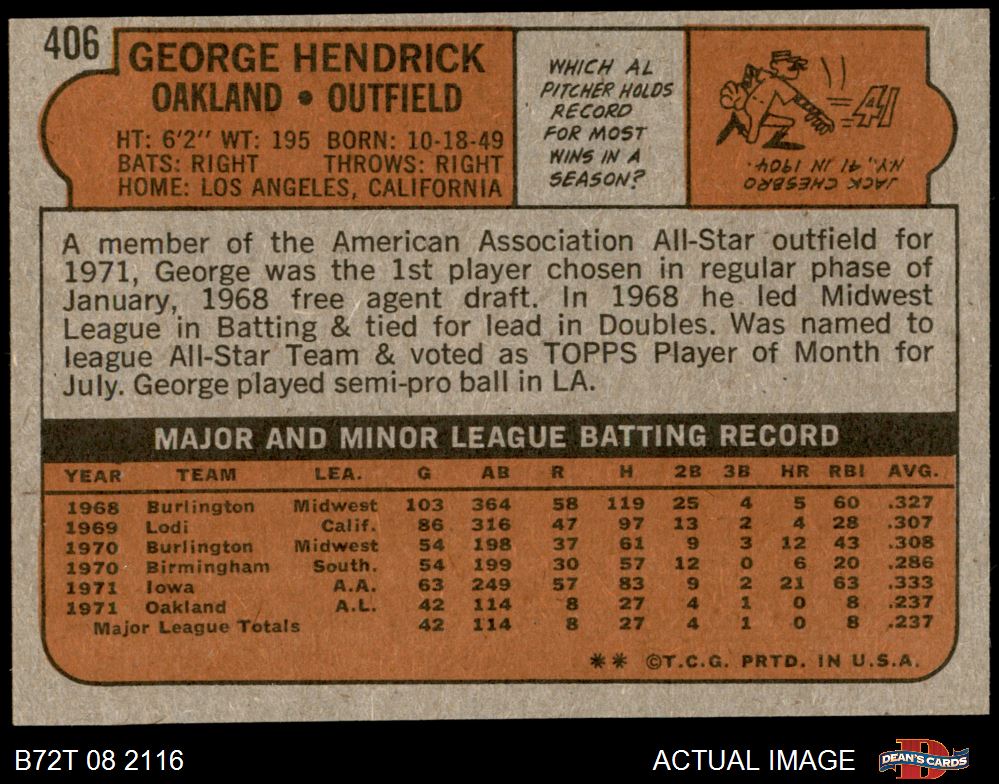 406
GEORGE HENDRICK
OAKLAND • OUTFIELD
HT: 6'2" WT: 195 BORN: 10-18-49
BATS: RIGHT THROWS: RIGHT
HOME: LOS ANGELES, CALIFORNIA
WHICH AL
PITCHER HOLDS
RECORD
FOR MOST
WINS IN A
SEASON?
41
JACK CHESBRO
N.Y., 41 IN 1904.
A member of the American Association All-Star outfield for
1971, George was the 1st player chosen in regular phase of
January, 1968 free agent draft. In 1968 he led Midwest
League in Batting & tied for lead in Doubles. Was named to
league All-Star Team & voted as TOPPS Player of Month for
July. George played semi-pro ball in LA.
MAJOR AND MINOR LEAGUE BATTING RECORD
YEAR TEAM LEA. G AB R H 2B 3B HR RBI AVG.
1968 Burlington Midwest 103 364 58 119 25 4 5 60 .327
1969 Lodi Calif. 86 316 47 97 13 2 4 28 .307
1970 Burlington Midwest 54 198 37 61 9 3 12 43 .308
1970 Birmingham South. 54 199 30 57 12 0 6 20 .286
1971 Iowa A.A. 63 249 57 83 9 2 21 63 .333
1971 Oakland A.L. 42 114 8 27 4 1 0 8 .237
Major League Totals 42 114 8 27 4 1 0 8 .237
** ©T.C.G. PRTD. IN U.S.A.
B72T 08 2116 ACTUAL IMAGE DEAN'S CARDS